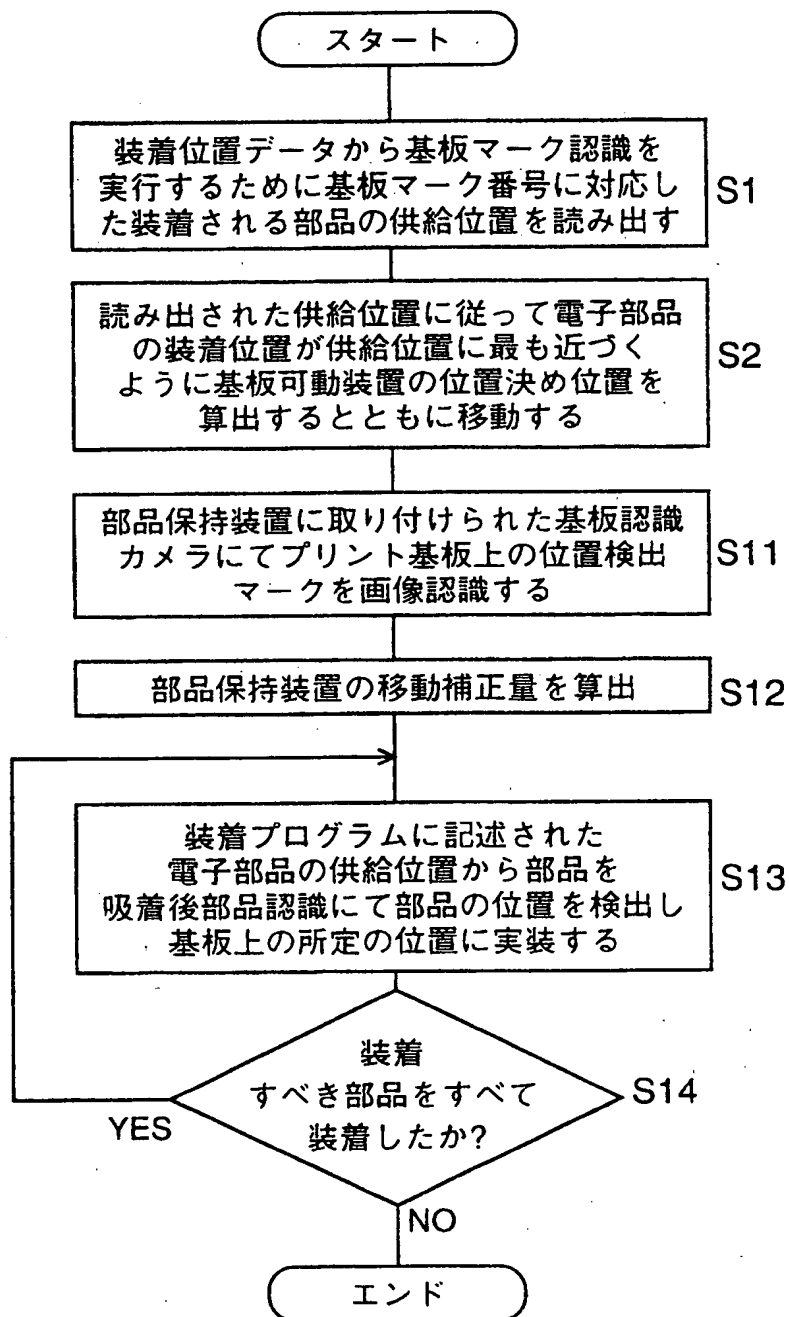 スタート
装着位置データから基板マーク認識を
実行するために基板マーク番号に対応し
た装着される部品の供給位置を読み出す
S1
読み出された供給位置に従って電子部品
の装着位置が供給位置に最も近づく
ように基板可動装置の位置決め位置を
算出するとともに移動する
S2
部品保持装置に取り付けられた基板認識
カメラにてプリント基板上の位置検出
マークを画像認識する
S11
部品保持装置の移動補正量を算出
S12
装着プログラムに記述された
電子部品の供給位置から部品を
吸着後部品認識にて部品の位置を検出し
基板上の所定の位置に実装する
S13
装着
すべき部品をすべて
装着したか?
S14
YES
NO
エンド